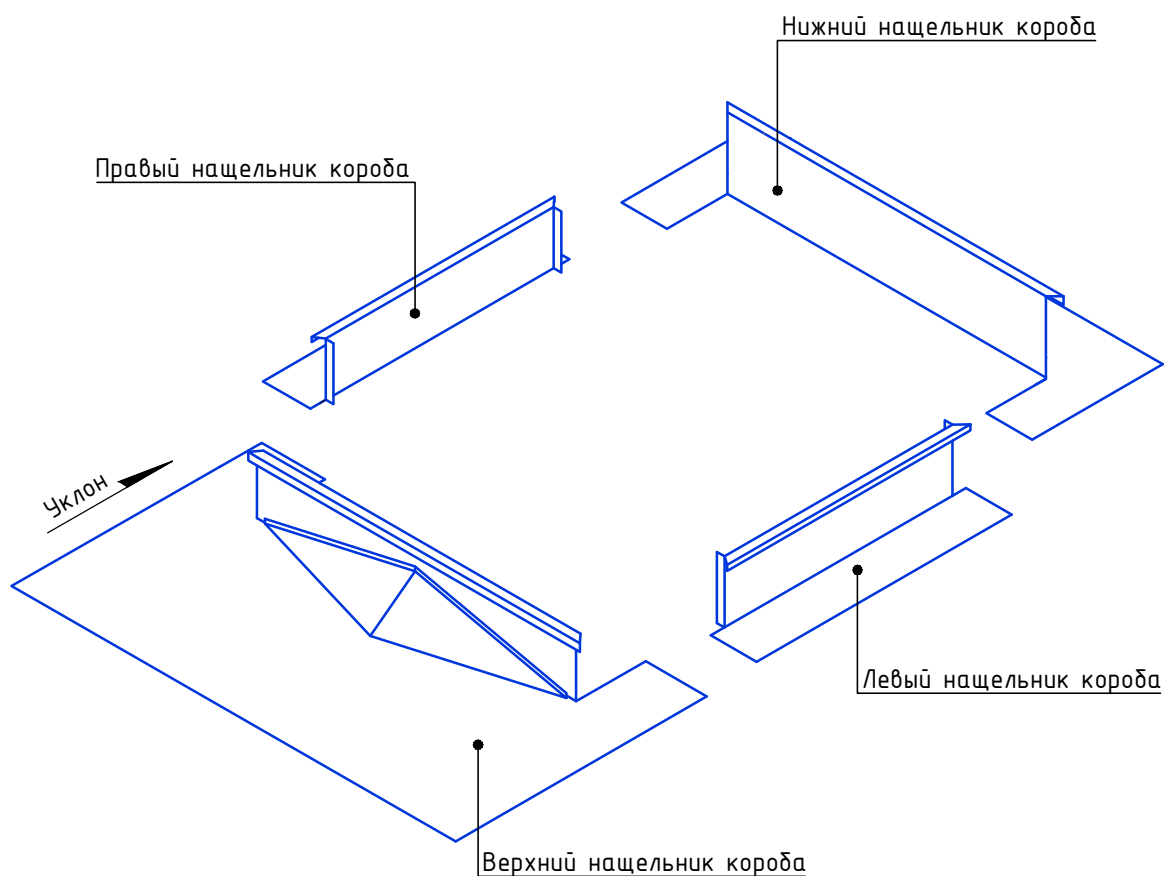 Нижний нащельник короба
Правый нащельник короба
Уклон
Левый нащельник короба
Верхний нащельник короба